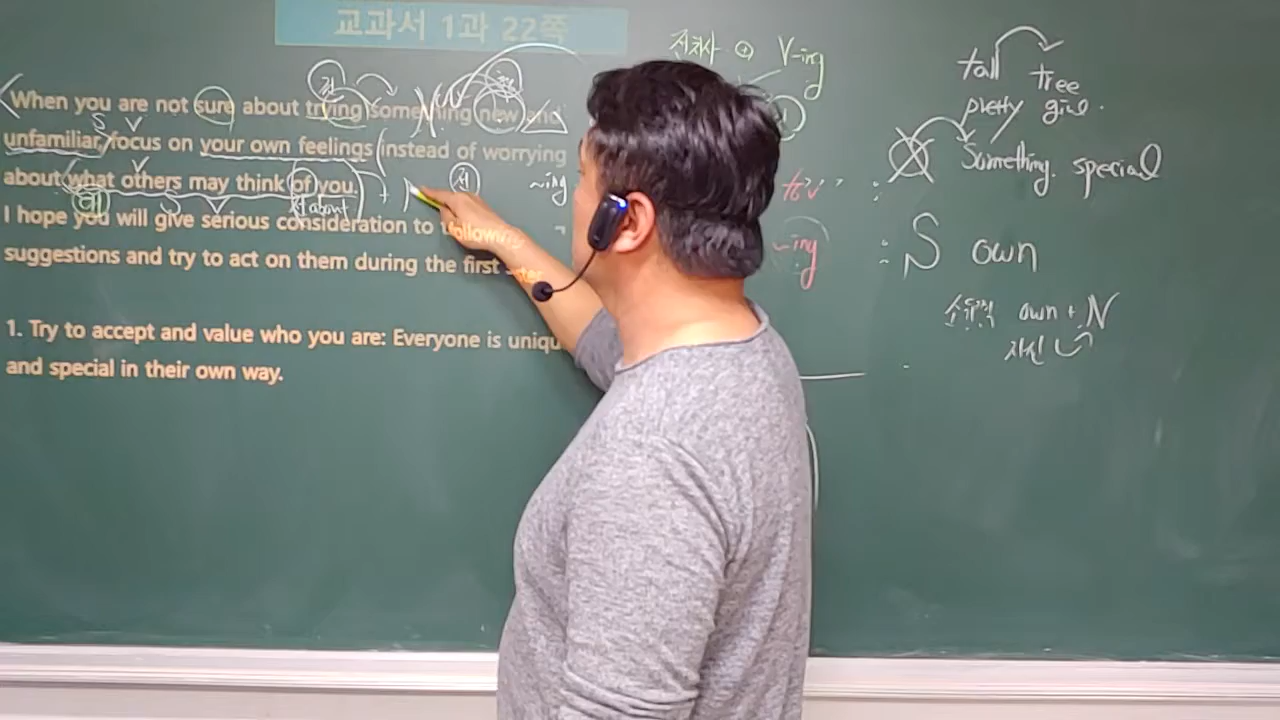 교과서 1과 22쪽
When you are not sure about trying something new and
unfamiliar, focus on your own feelings instead of worrying
about what others may think of you.
I hope you will give serious consideration to following
suggestions and try to act on them during the first
1. Try to accept and value who you are: Everyone is uniqu
and special in their own way.
S V
V
S V
about
+
~ing
전치사 + V-ing
to v
~ing
tall tree
pretty girl.
Something special
: S own
소유격 own + N
자신